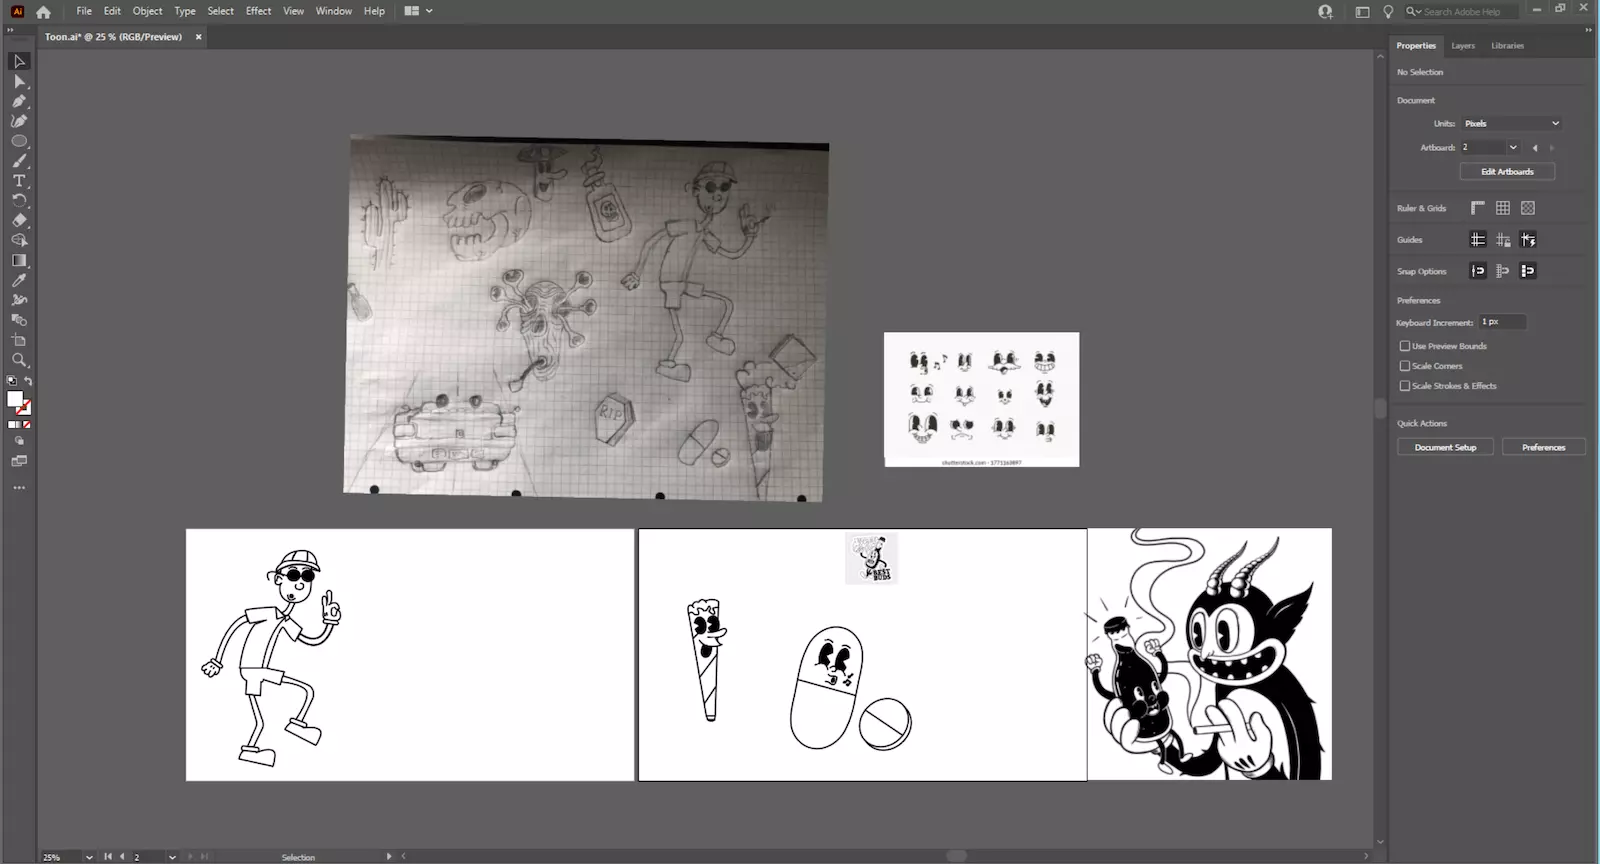 Ai File Edit Object Type Select Effect View Window Help
Search Adobe Help
Toon.ai* @ 25 % (RGB/Preview) ×
Properties Layers Libraries
No Selection
Document
Units: Pixels
Artboard: 2
Edit Artboards
Ruler & Grids
Guides
Snap Options
Preferences
Keyboard Increment: 1 px
Use Preview Bounds
Scale Corners
Scale Strokes & Effects
Quick Actions
Document Setup Preferences
RIP
shutterstock.com · 1771163897
BEST
BUDS
25% 2 Selection